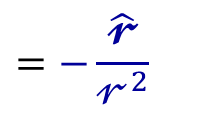 = − r̂ / r²